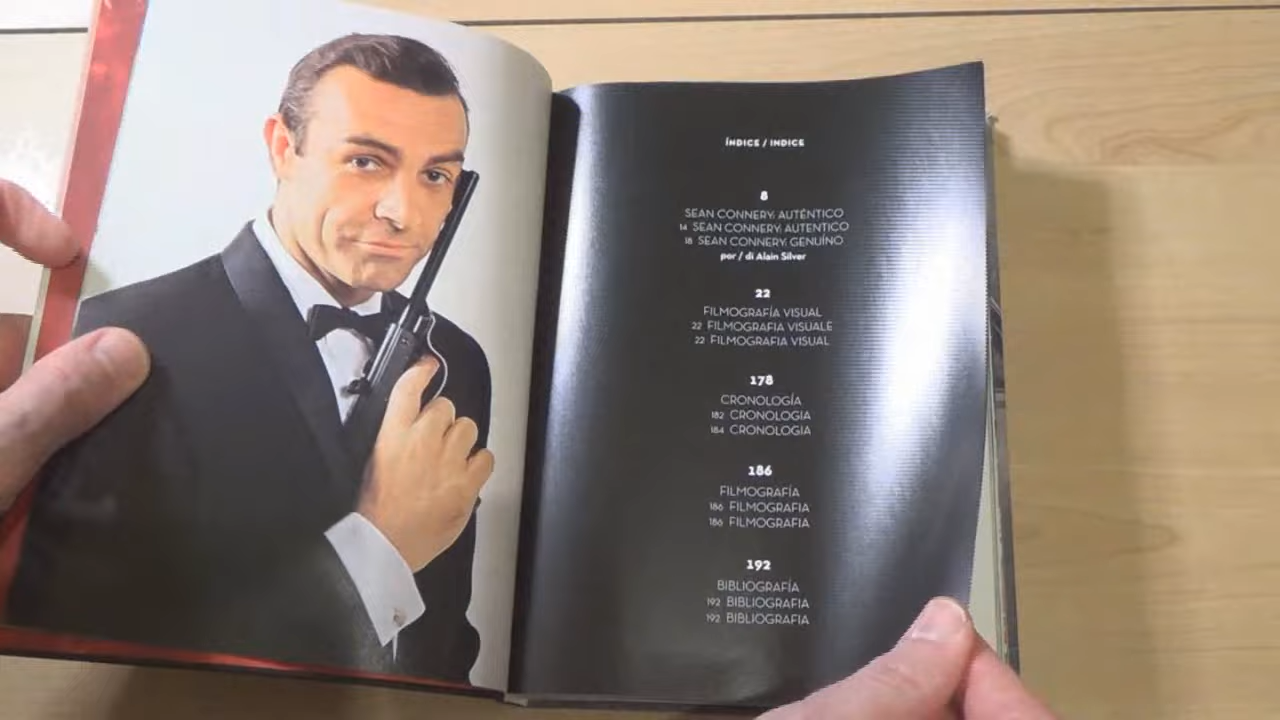 ÍNDICE / INDICE
8
SEAN CONNERY: AUTÉNTICO
14 SEAN CONNERY: AUTENTICO
18 SEAN CONNERY: GENUÍNO
por / di Alain Silver
22
FILMOGRAFÍA VISUAL
22 FILMOGRAFIA VISUALE
22 FILMOGRAFIA VISUAL
178
CRONOLOGÍA
182 CRONOLOGIA
184 CRONOLOGIA
186
FILMOGRAFÍA
186 FILMOGRAFIA
186 FILMOGRAFIA
192
BIBLIOGRAFÍA
192 BIBLIOGRAFIA
192 BIBLIOGRAFIA